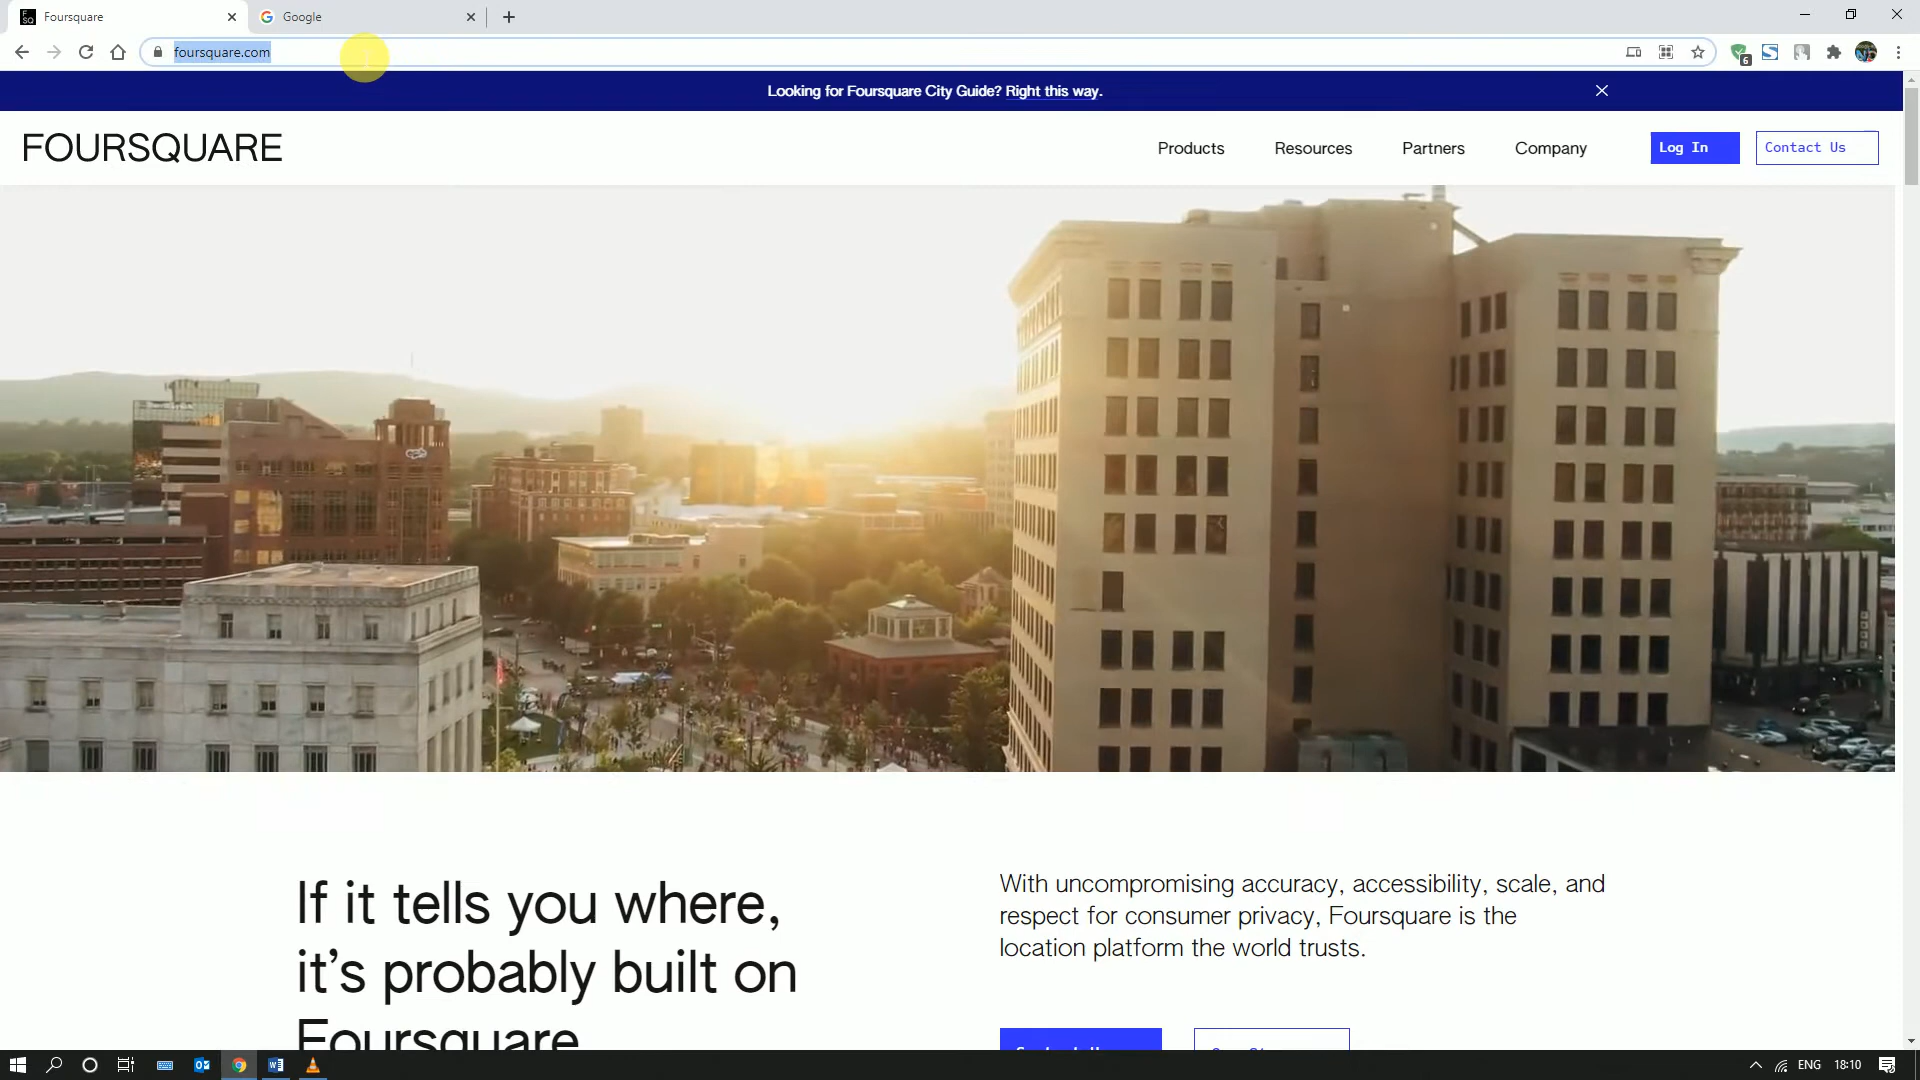 Foursquare
Google
foursquare.com
6
Looking for Foursquare City Guide? Right this way.
FOURSQUARE
Products
Resources
Partners
Company
Log In
Contact Us
If it tells you where,
it's probably built on
Foursquare
With uncompromising accuracy, accessibility, scale, and
respect for consumer privacy, Foursquare is the
location platform the world trusts.
ENG
18:10